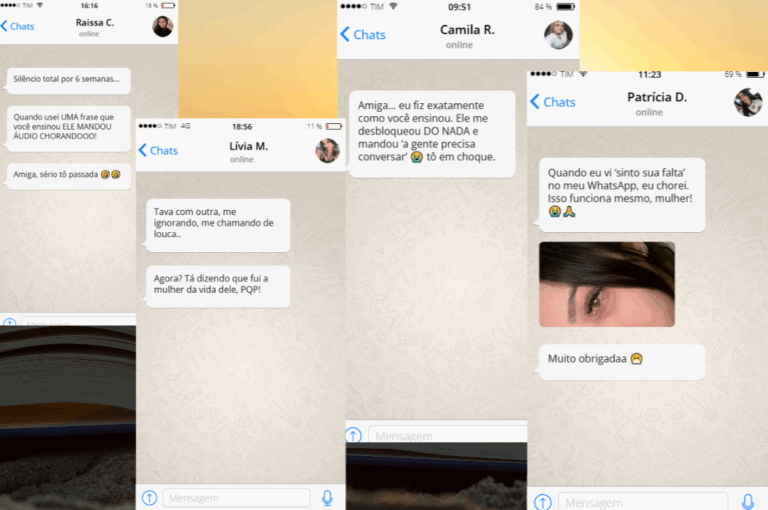 TIM
16:16
16 %
Chats
Raissa C.
online
Silêncio total por 6 semanas...
Quando usei UMA frase que
você ensinou ELE MANDOU
ÁUDIO CHORANDOOO!
Amiga, sério tô passada 🤣🤣
Mensagem
TIM 4G
18:56
11 %
Chats
Lívia M.
online
Tava com outra, me
ignorando, me chamando de
louca..
Agora? Tá dizendo que fui a
mulher da vida dele, PQP!
Mensagem
TIM
09:51
84 %
Chats
Camila R.
online
Amiga... eu fiz exatamente
como você ensinou. Ele me
desbloqueou DO NADA e
mandou ‘a gente precisa
conversar’ 😭 tô em choque.
Mensagem
TIM
11:23
69 %
Chats
Patrícia D.
online
Quando eu vi ‘sinto sua falta’
no meu WhatsApp, eu chorei.
Isso funciona mesmo, mulher!
😭🙏
Muito obrigadaa 😁
Mensagem